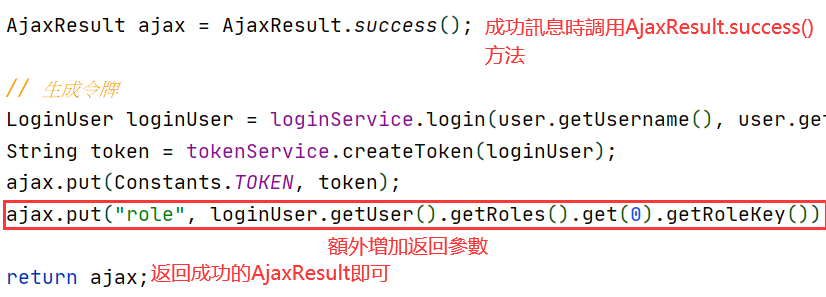 AjaxResult ajax = AjaxResult.success();
成功訊息時調用AjaxResult.success()
方法
// 生成令牌
LoginUser loginUser = loginService.login(user.getUsername(), user.get
String token = tokenService.createToken(loginUser);
ajax.put(Constants.TOKEN, token);
ajax.put("role", loginUser.getUser().getRoles().get(0).getRoleKey())
額外增加返回參數
return ajax;
返回成功的AjaxResult即可